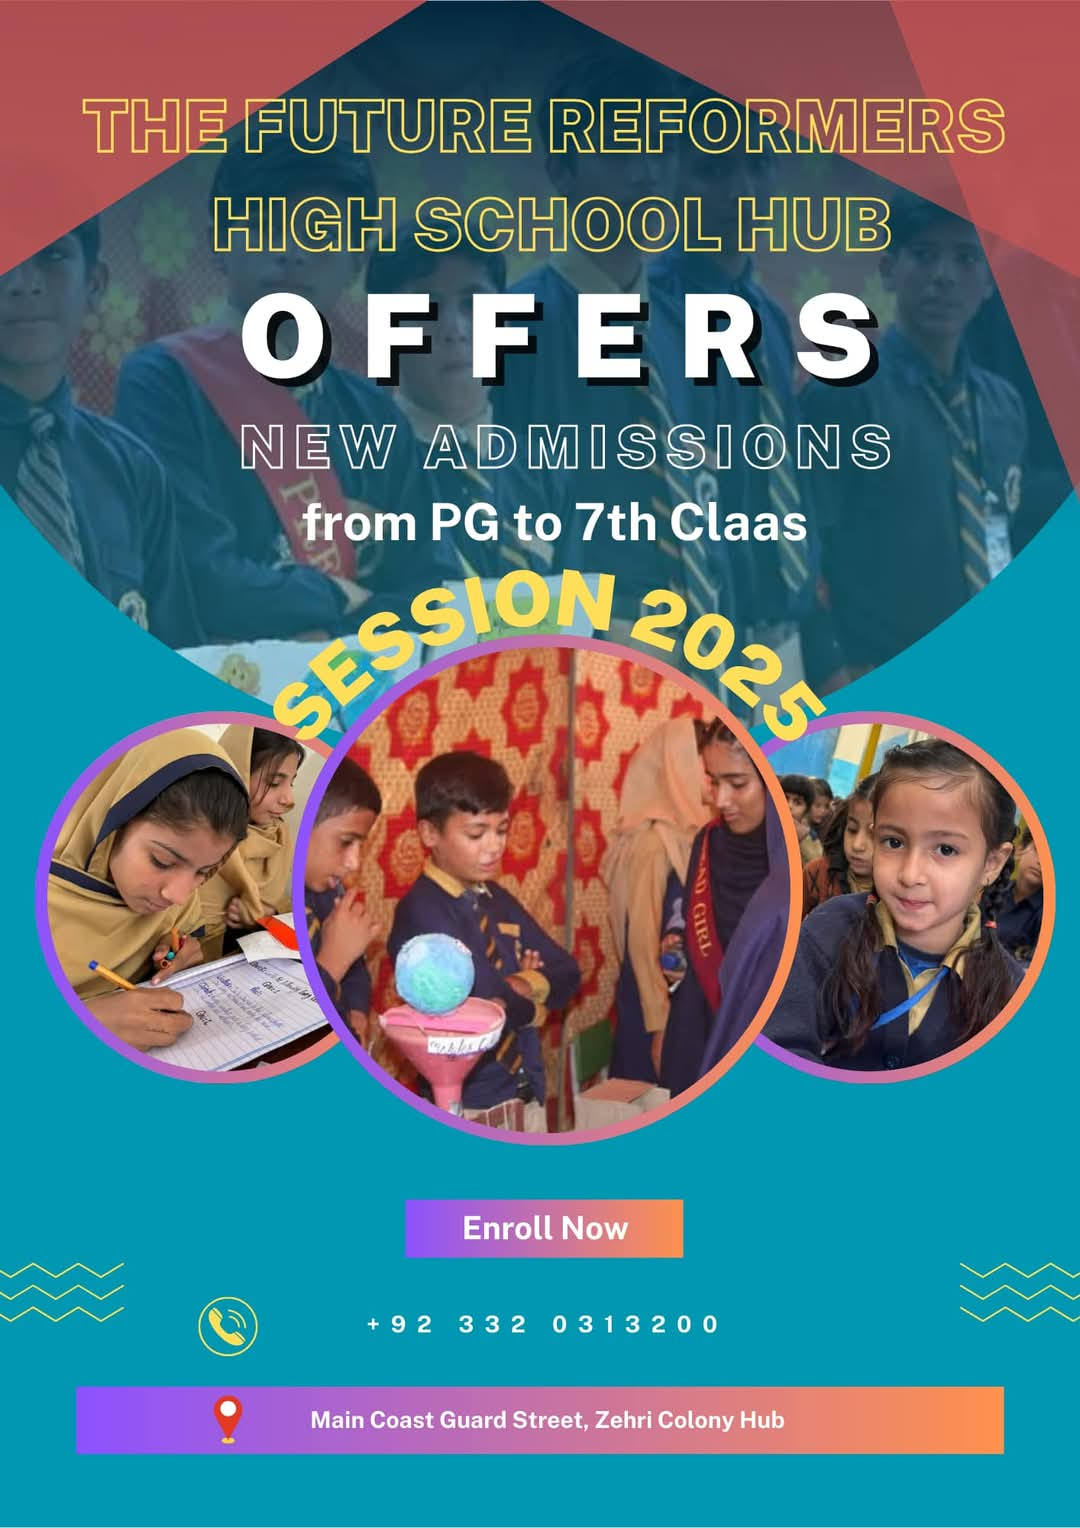 THE FUTURE REFORMERS
HIGH SCHOOL HUB
OFFERS
NEW ADMISSIONS
from PG to 7th Claas
SESSION 2025
GIRL
Enroll Now
+92 332 0313200
Main Coast Guard Street, Zehri Colony Hub